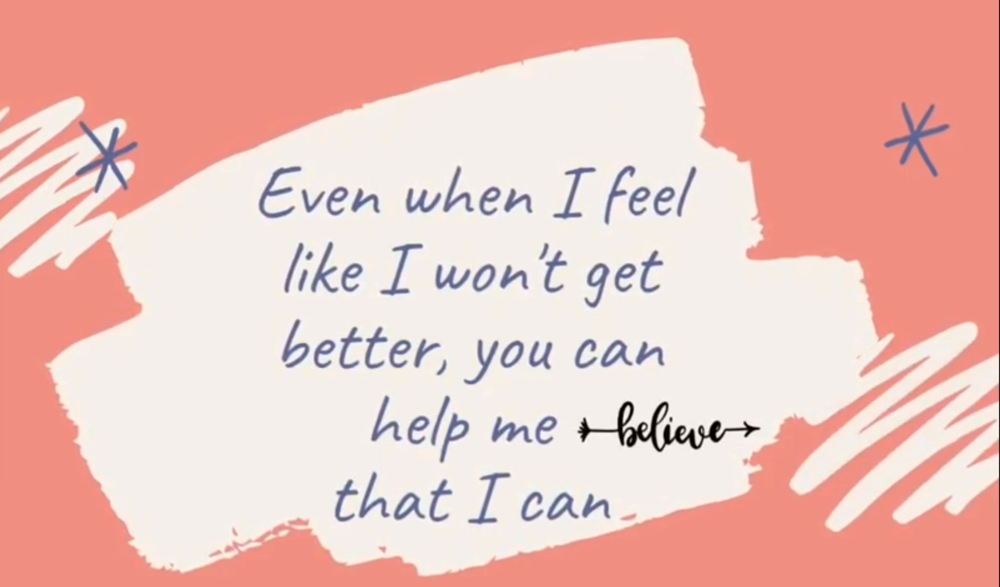 Even when I feel
like I won't get
better, you can
help me believe
that I can